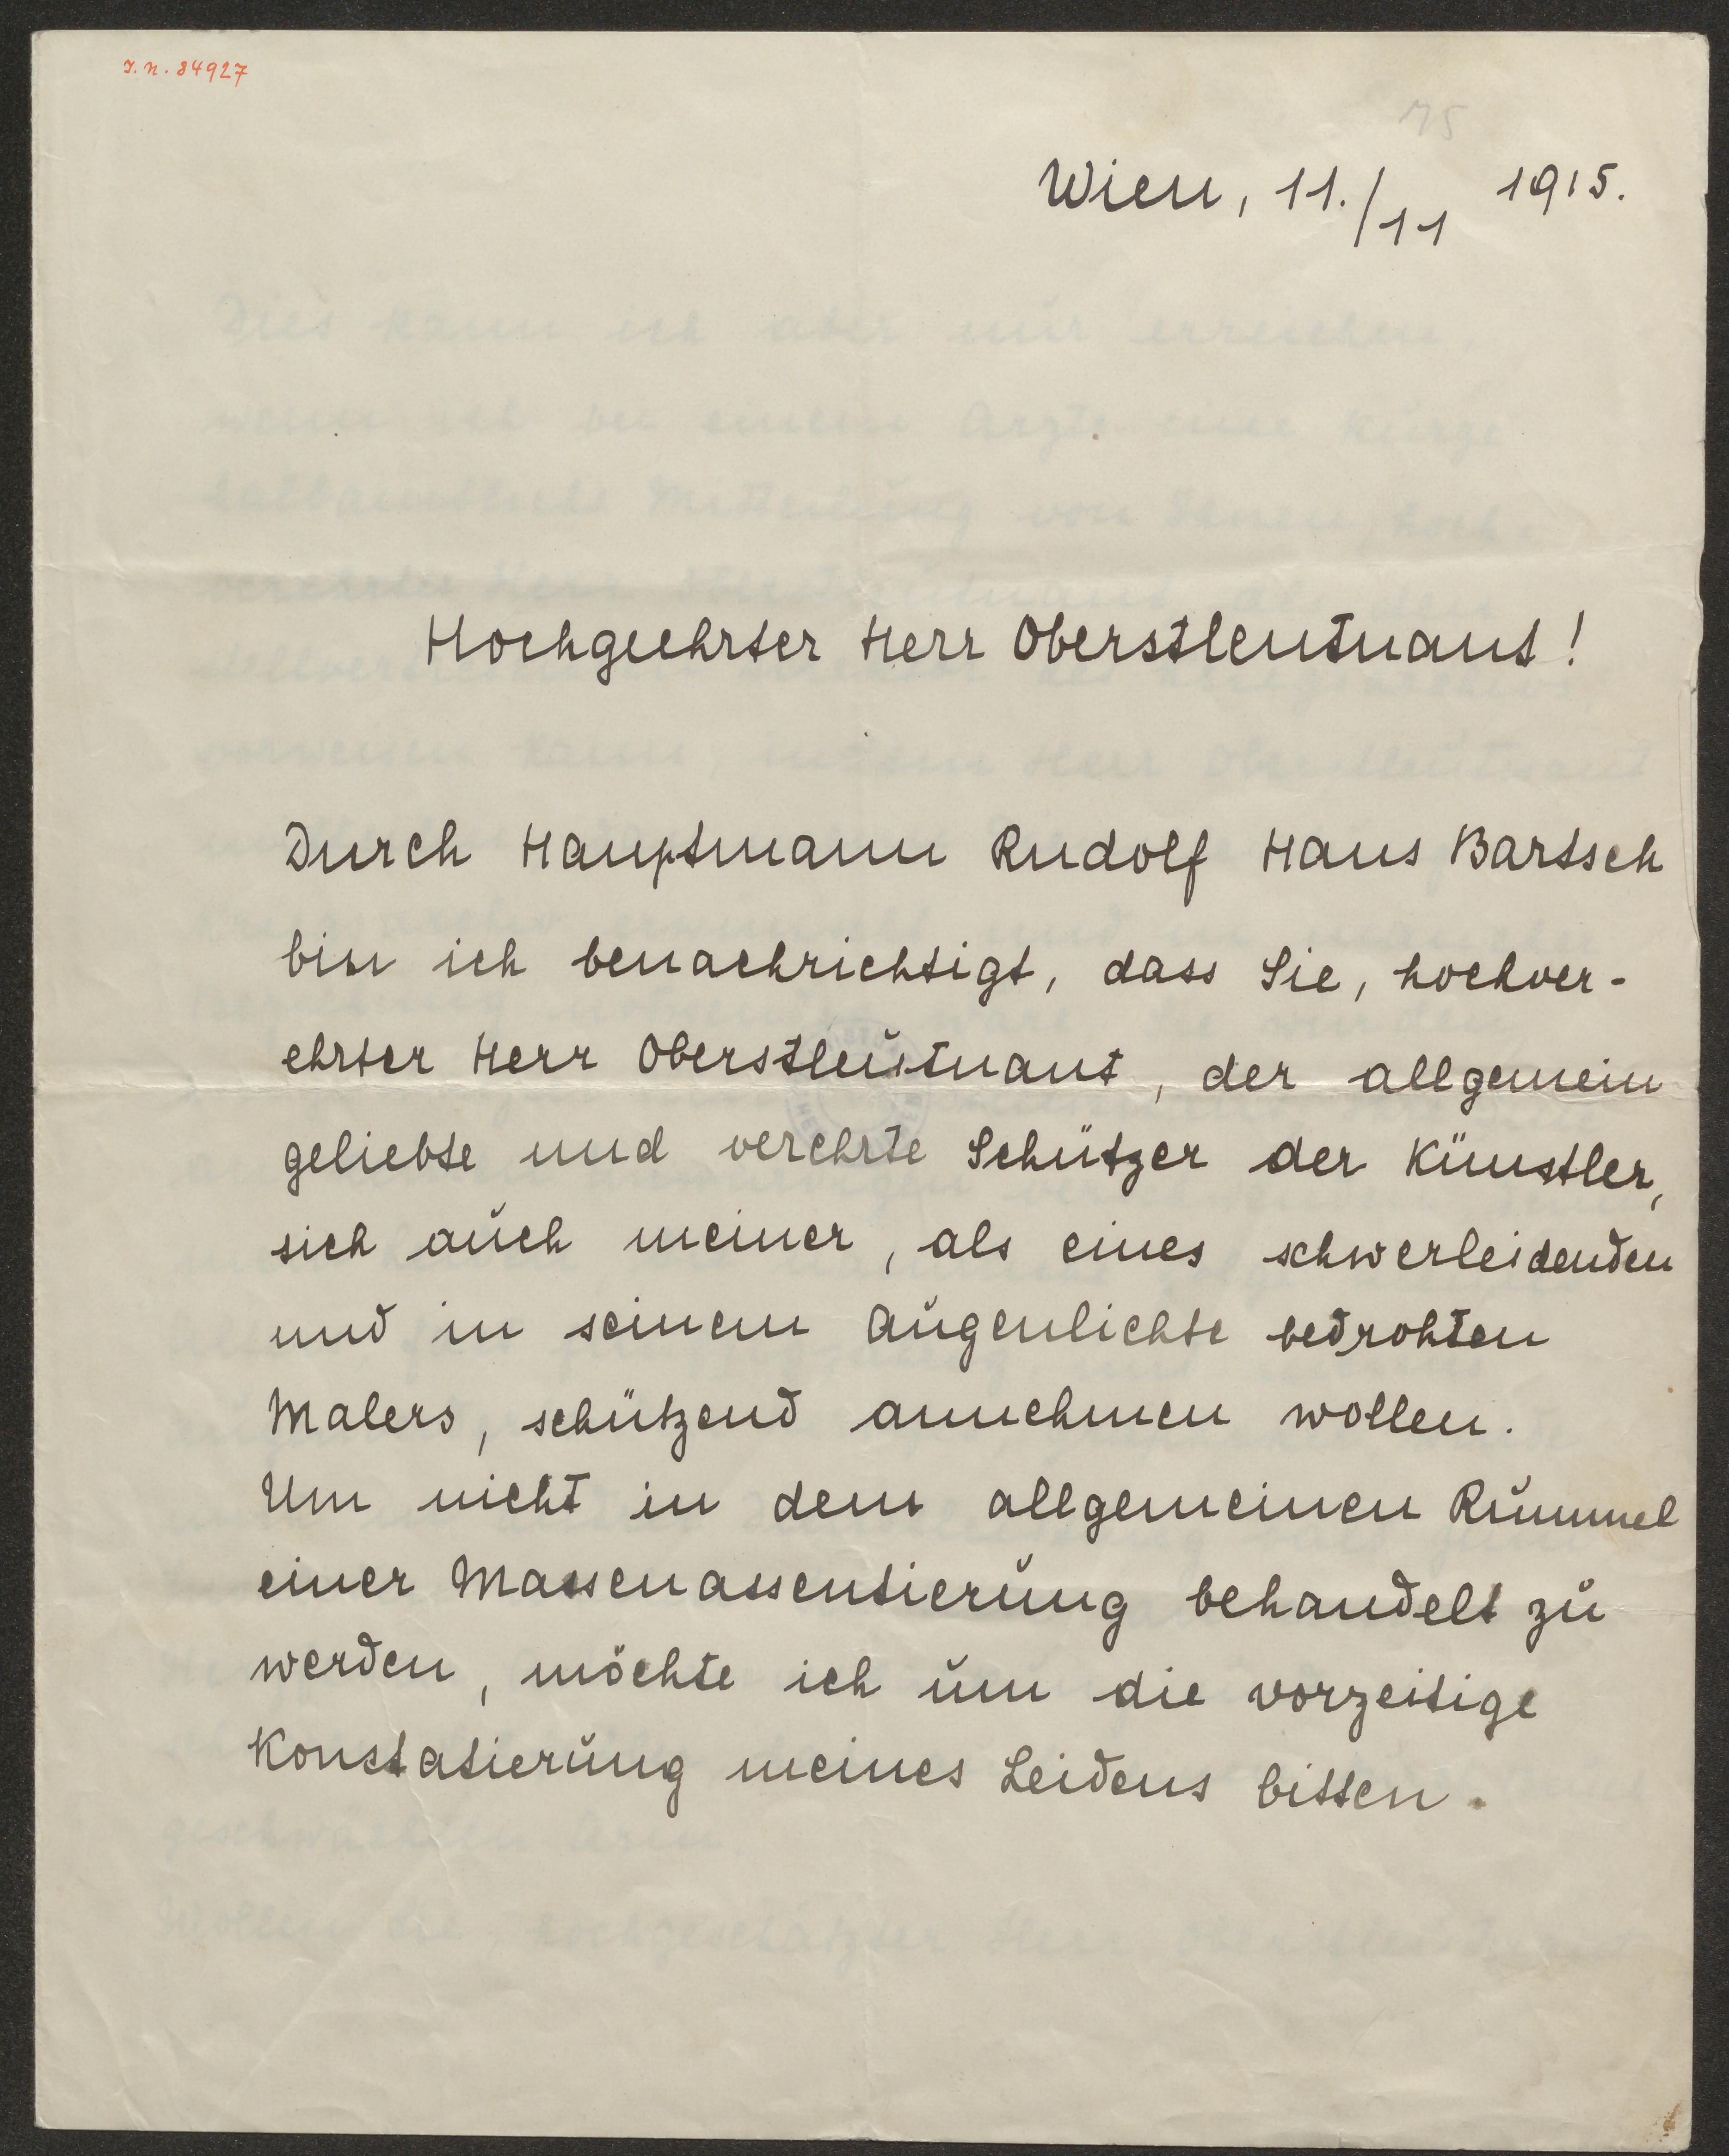 I. N. 84927
Wien, 11./11 1915.
Hochgeehrter Herr Oberstleutnant!
Durch Hauptmann Rudolf Hans Bartsch
bin ich benachrichtigt, dass Sie, hochver-
ehrter Herr Oberstleutnant, der allgemein
geliebte und verehrte Schützer der Künstler,
sich auch meiner, als eines schwerleidenden
und in seinem Augenlichte bedrohten
Malers, schützend annehmen wollen.
Um nicht in dem allgemeinen Rummel
einer Massenassentierung behandelt zu
werden, möchte ich um die vorzeitige
Konstatierung meines Leidens bitten.